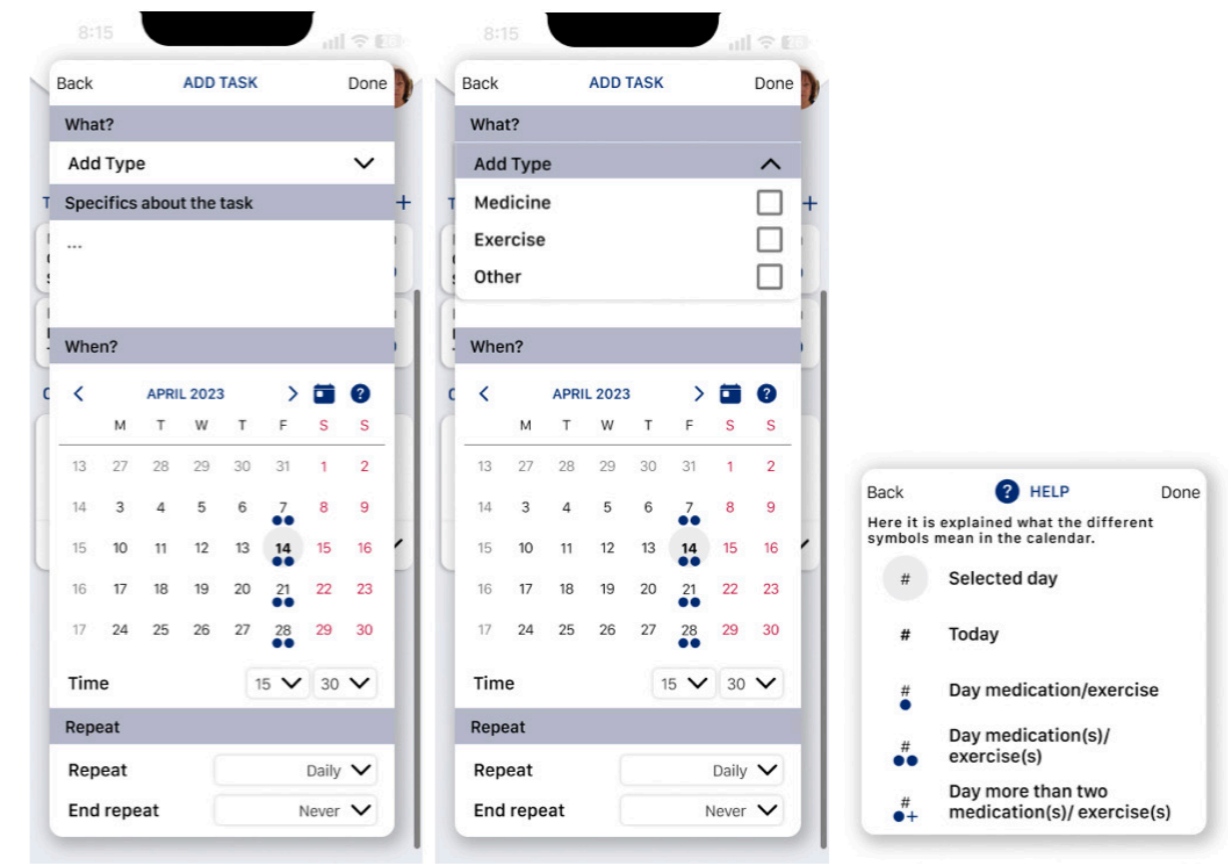 8:15
Back ADD TASK Done
What?
Add Type
Specifics about the task
...
When?
APRIL 2023
M T W T F S S
13 27 28 29 30 31 1 2
14 3 4 5 6 7 8 9
15 10 11 12 13 14 15 16
16 17 18 19 20 21 22 23
17 24 25 26 27 28 29 30
Time 15 30
Repeat
Repeat Daily
End repeat Never
8:15
Back ADD TASK Done
What?
Add Type
Medicine
Exercise
Other
When?
APRIL 2023
M T W T F S S
13 27 28 29 30 31 1 2
14 3 4 5 6 7 8 9
15 10 11 12 13 14 15 16
16 17 18 19 20 21 22 23
17 24 25 26 27 28 29 30
Time 15 30
Repeat
Repeat Daily
End repeat Never
Back ? HELP Done
Here it is explained what the different
symbols mean in the calendar.
# Selected day
# Today
# Day medication/exercise
# Day medication(s)/
exercise(s)
# Day more than two
+ medication(s)/ exercise(s)